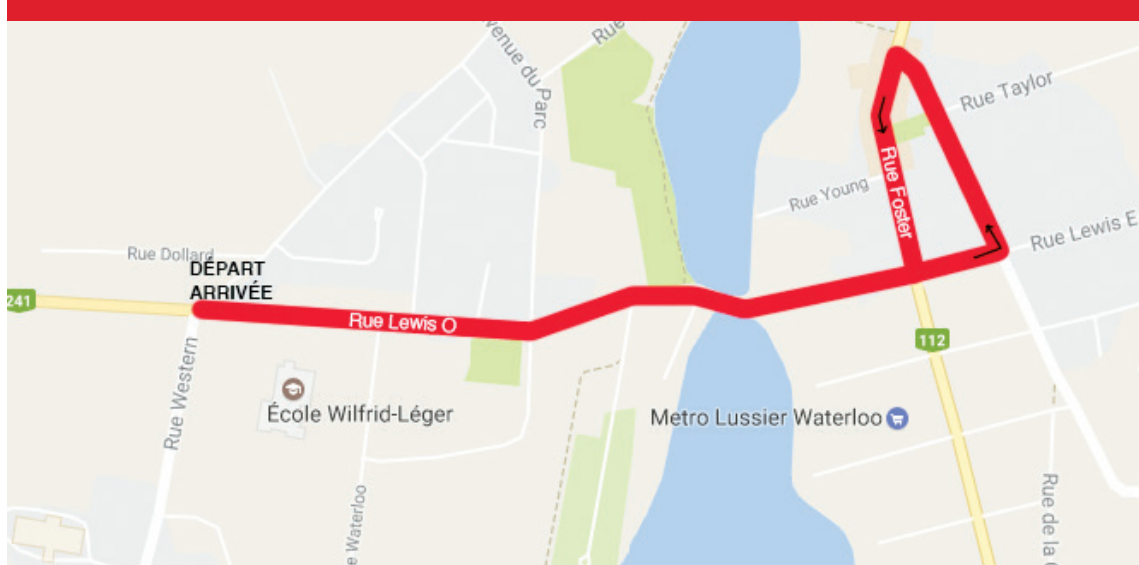 venue du Parc
Rue
Rue Taylor
Rue Foster
Rue Young
Rue Lewis E
Rue Dollard
DÉPART
ARRIVÉE
241
Rue Lewis O
112
Rue Western
École Wilfrid-Léger
Metro Lussier Waterloo
e Waterloo
Rue de la